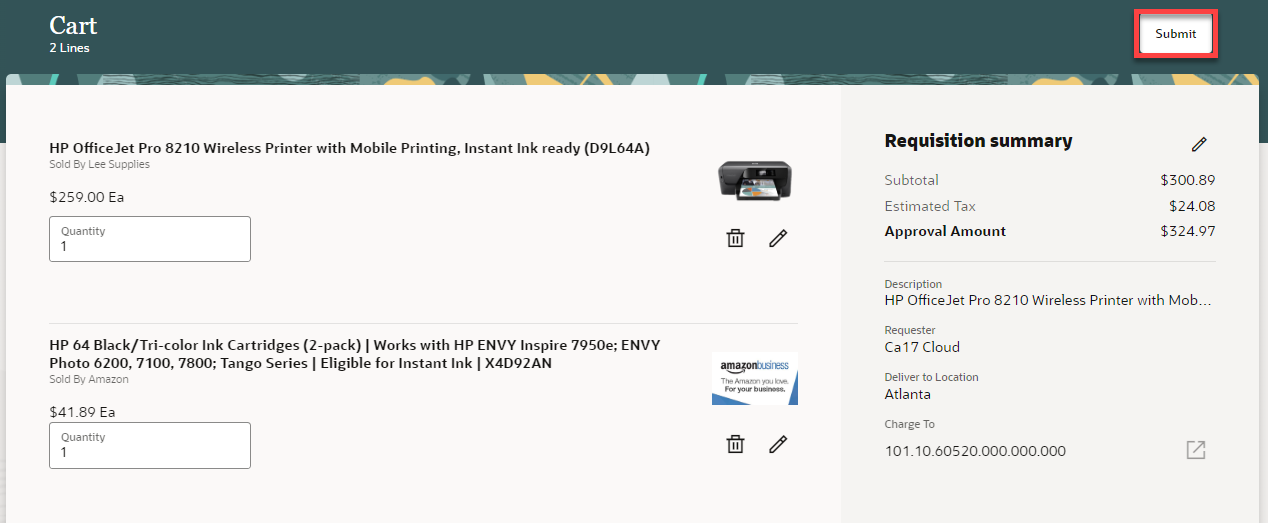 Cart
2 Lines
Submit
HP OfficeJet Pro 8210 Wireless Printer with Mobile Printing, Instant Ink ready (D9L64A)
Sold By Lee Supplies
$259.00 Ea
Quantity
1
HP 64 Black/Tri-color Ink Cartridges (2-pack) | Works with HP ENVY Inspire 7950e; ENVY
Photo 6200, 7100, 7800; Tango Series | Eligible for Instant Ink | X4D92AN
Sold By Amazon
amazonbusiness
The Amazon you love.
For your business.
$41.89 Ea
Quantity
1
Requisition summary
Subtotal $300.89
Estimated Tax $24.08
Approval Amount $324.97
Description
HP OfficeJet Pro 8210 Wireless Printer with Mob...
Requester
Ca17 Cloud
Deliver to Location
Atlanta
Charge To
101.10.60520.000.000.000